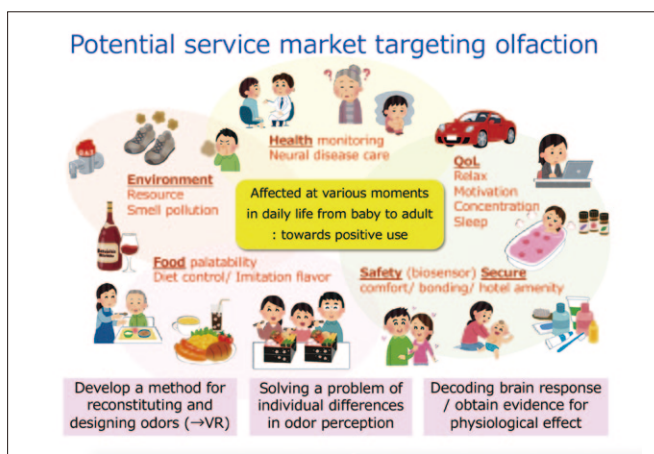 Potential service market targeting olfaction
Health monitoring
Neural disease care
Environment
Resource
Smell pollution
QoL
Relax
Motivation
Concentration
Sleep
Affected at various moments
in daily life from baby to adult
: towards positive use
Food palatability
Diet control/ Imitation flavor
Safety (biosensor) Secure
comfort/ bonding/ hotel amenity
Develop a method for
reconstituting and
designing odors (→VR)
Solving a problem of
individual differences
in odor perception
Decoding brain response
/ obtain evidence for
physiological effect